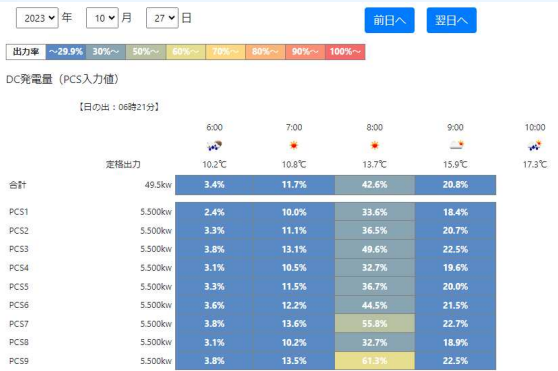 2023 年 10 月 27 日 前日へ 翌日へ
出力率 ～29.9% 30%～ 50%～ 60%～ 70%～ 80%～ 90%～ 100%～
DC発電量（PCS入力値）
【日の出：06時21分】
6:00 7:00 8:00 9:00 10:00
定格出力 10.2℃ 10.8℃ 13.7℃ 15.9℃ 17.3℃
合計 49.5kw 3.4% 11.7% 42.6% 20.8%
PCS1 5.500kw 2.4% 10.0% 33.6% 18.4%
PCS2 5.500kw 3.3% 11.1% 36.5% 20.7%
PCS3 5.500kw 3.8% 13.1% 49.6% 22.5%
PCS4 5.500kw 3.1% 10.5% 32.7% 19.6%
PCS5 5.500kw 3.3% 11.5% 36.7% 20.0%
PCS6 5.500kw 3.6% 12.2% 44.5% 21.5%
PCS7 5.500kw 3.8% 13.6% 55.8% 22.7%
PCS8 5.500kw 3.1% 10.2% 32.7% 18.9%
PCS9 5.500kw 3.8% 13.5% 61.3% 22.5%